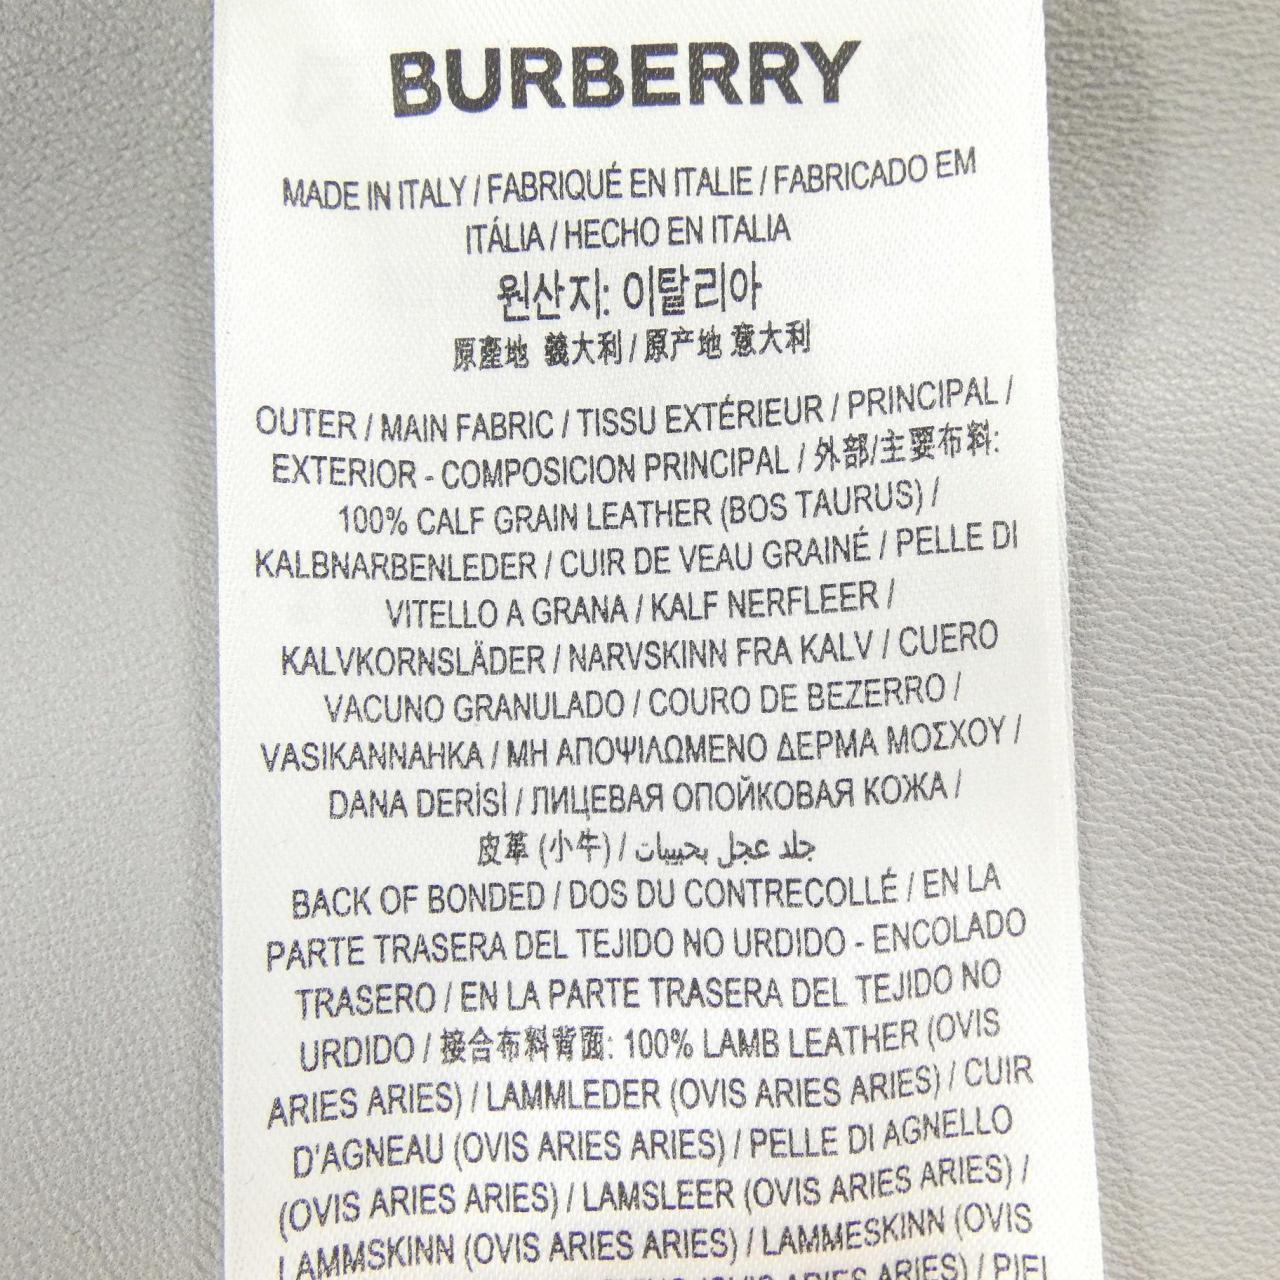 BURBERRY
MADE IN ITALY / FABRIQUÉ EN ITALIE / FABRICADO EM
ITÁLIA / HECHO EN ITALIA
원산지: 이탈리아
原產地 義大利 / 原产地 意大利
OUTER / MAIN FABRIC / TISSU EXTÉRIEUR / PRINCIPAL /
EXTERIOR - COMPOSICION PRINCIPAL / 外部/主要布料:
100% CALF GRAIN LEATHER (BOS TAURUS) /
KALBNARBENLEDER / CUIR DE VEAU GRAINÉ / PELLE DI
VITELLO A GRANA / KALF NERFLEER /
KALVKORNSLÄDER / NARVSKINN FRA KALV / CUERO
VACUNO GRANULADO / COURO DE BEZERRO /
VASIKANNAHKA / ΜΗ ΑΠΟΨΙΛΩΜΕΝΟ ΔΕΡΜΑ ΜΟΣΧΟΥ /
DANA DERİSİ / ЛИЦЕВАЯ ОПОЙКОВАЯ КОЖА /
皮革 (小牛) / جلد عجل بحبيبات
BACK OF BONDED / DOS DU CONTRECOLLÉ / EN LA
PARTE TRASERA DEL TEJIDO NO URDIDO - ENCOLADO
TRASERO / EN LA PARTE TRASERA DEL TEJIDO NO
URDIDO / 接合布料背面: 100% LAMB LEATHER (OVIS
ARIES ARIES) / LAMMLEDER (OVIS ARIES ARIES) / CUIR
D'AGNEAU (OVIS ARIES ARIES) / PELLE DI AGNELLO
(OVIS ARIES ARIES) / LAMSLEER (OVIS ARIES ARIES) /
LAMMSKINN (OVIS ARIES ARIES) / LAMMESKINN (OVIS
(OVIS ARIES ARIES) / PIEL